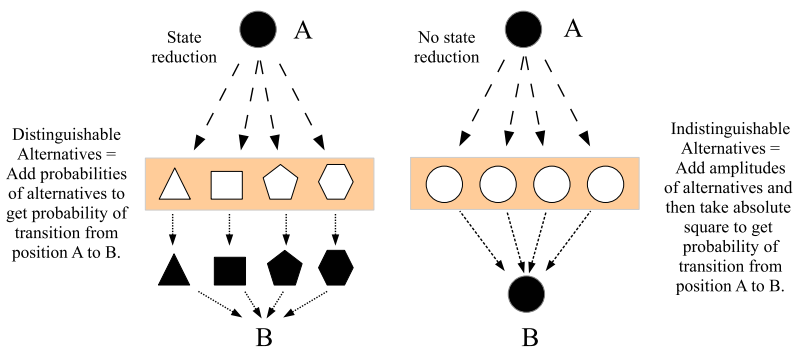 A
State
reduction
Distinguishable
Alternatives =
Add probabilities
of alternatives to
get probability of
transition from
position A to B.
B
A
No state
reduction
Indistinguishable
Alternatives =
Add amplitudes
of alternatives and
then take absolute
square to get
probability of
transition from
position A to B.
B